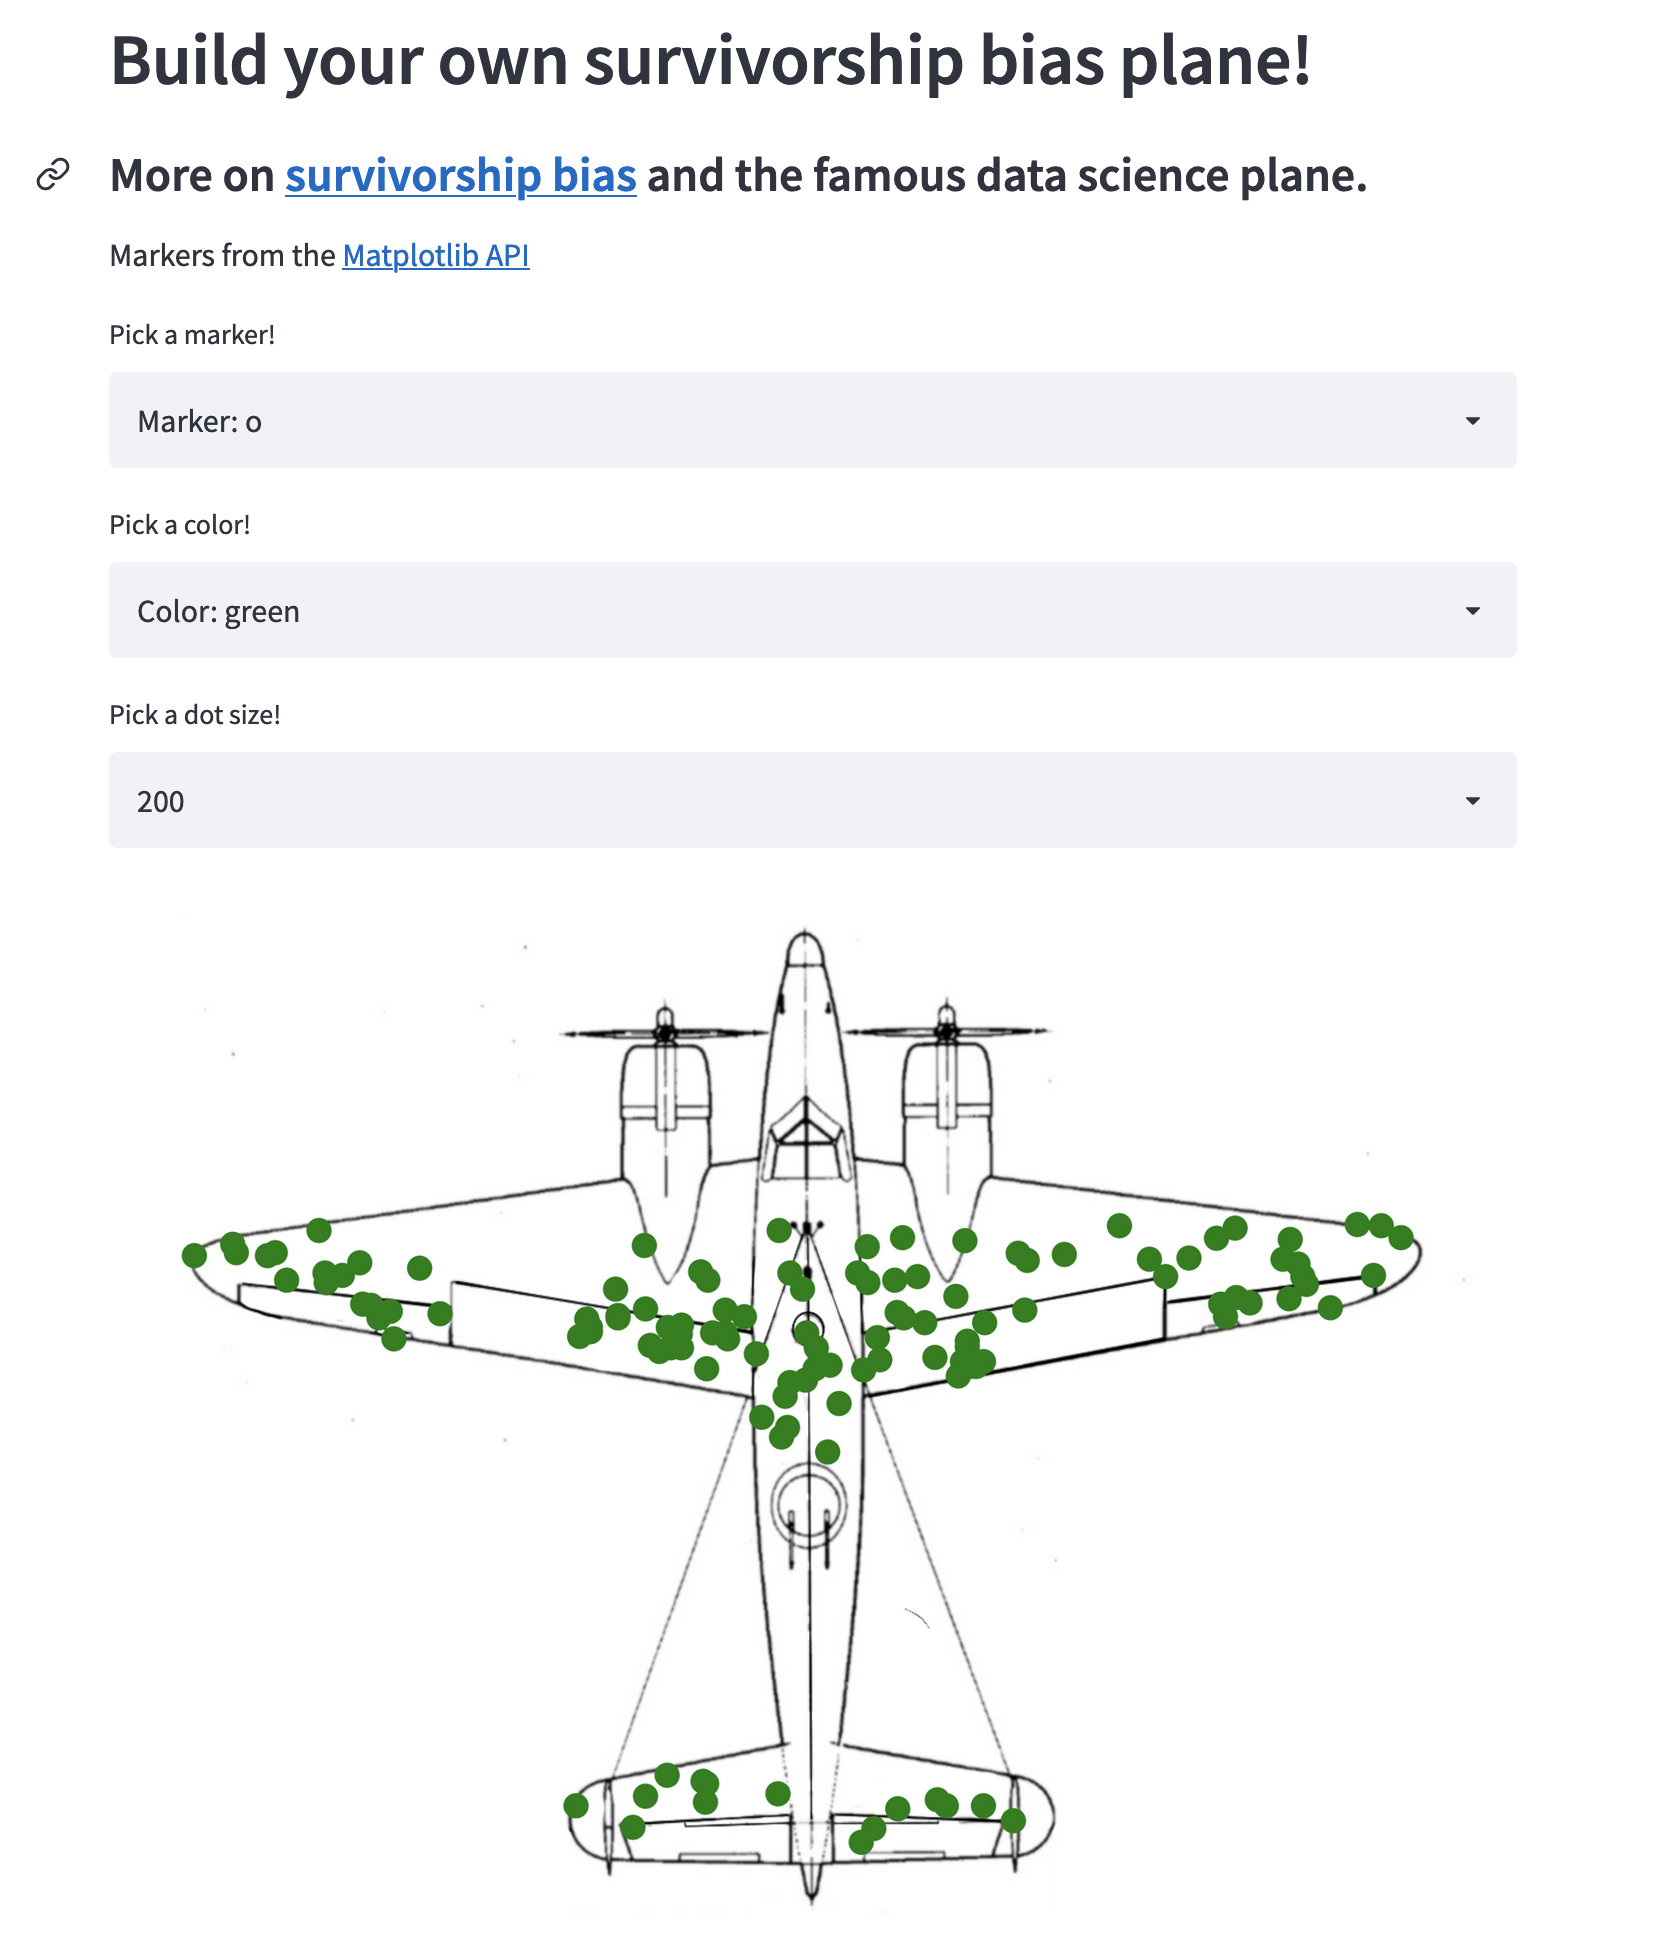 Build your own survivorship bias plane!
More on survivorship bias and the famous data science plane.
Markers from the Matplotlib API
Pick a marker!
Marker: o
Pick a color!
Color: green
Pick a dot size!
200